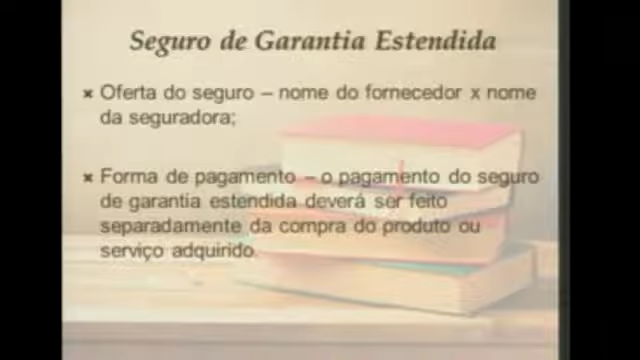 Seguro de Garantia Estendida
× Oferta do seguro – nome do fornecedor x nome
da seguradora;
× Forma de pagamento – o pagamento do seguro
de garantia estendida deverá ser feito
separadamente da compra do produto ou
serviço adquirido.